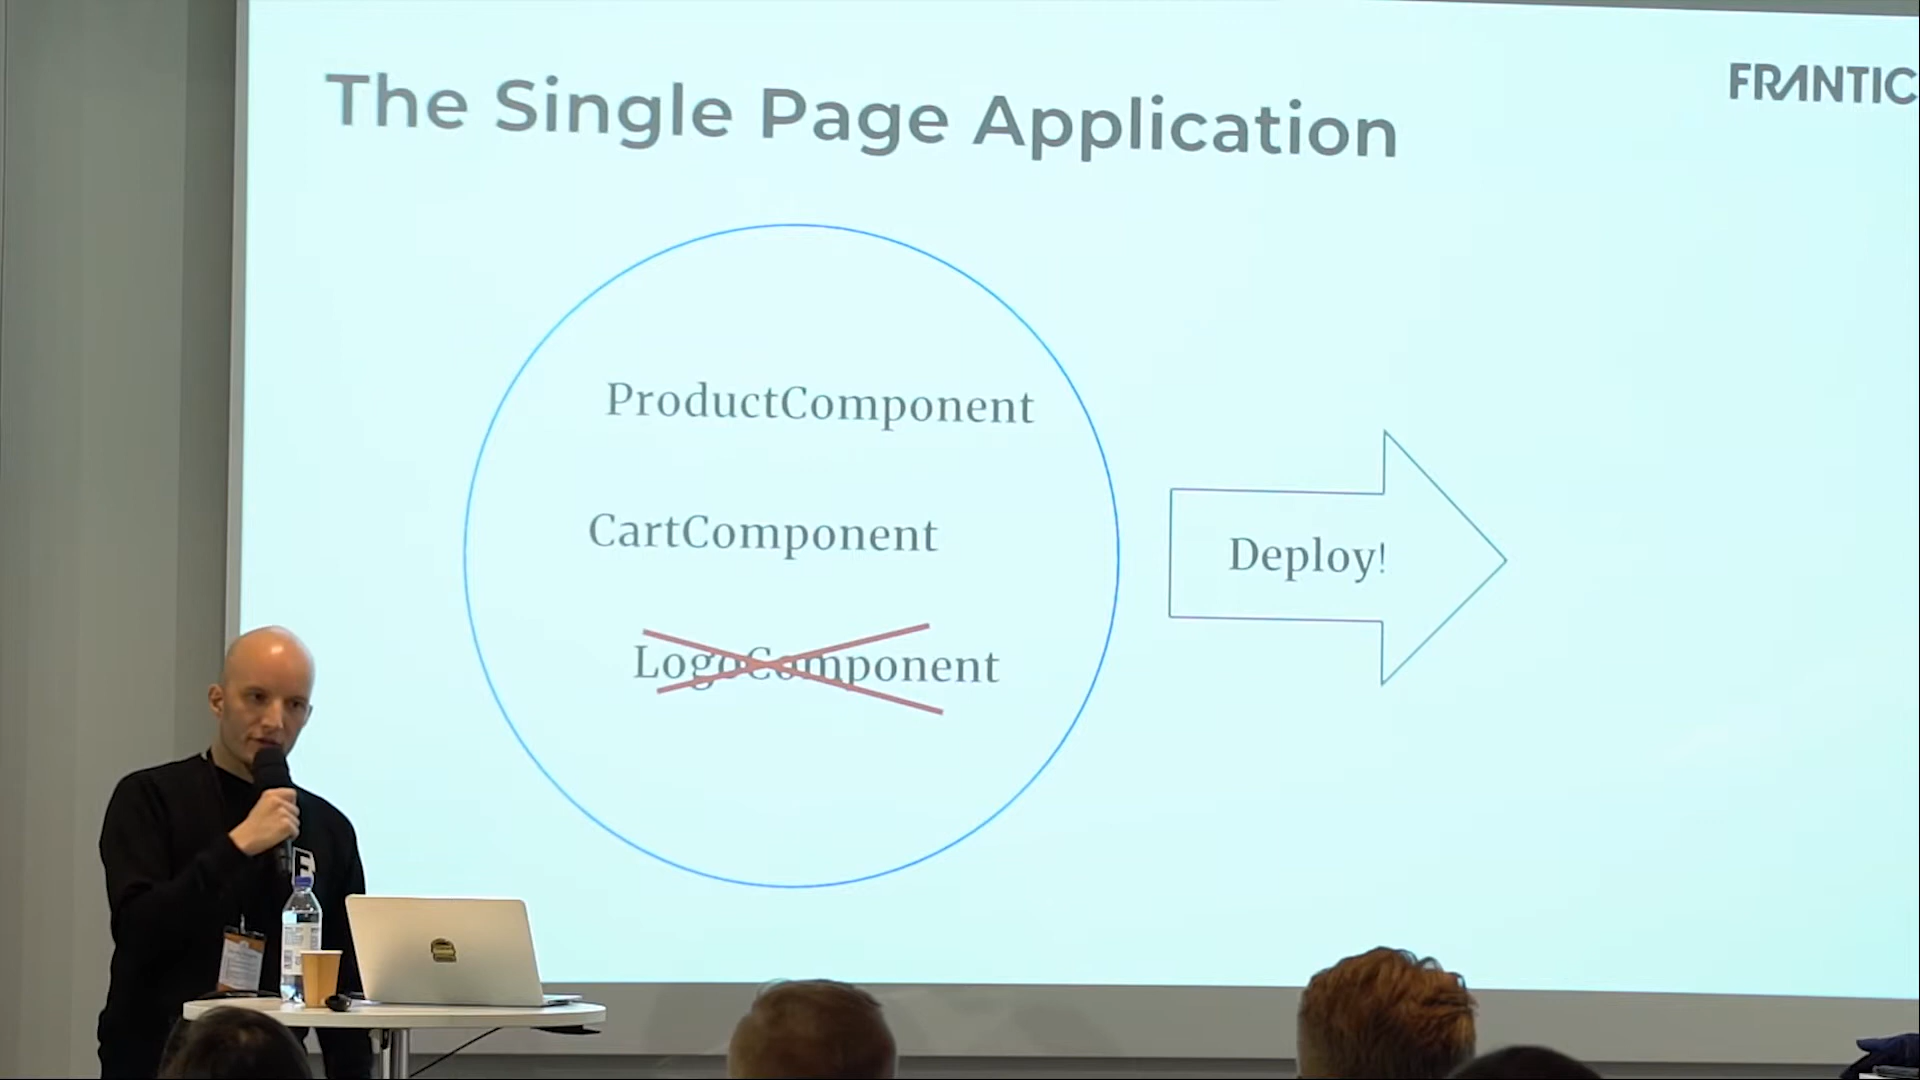 The Single Page Application
FRANTIC
ProductComponent
CartComponent
LogoComponent
Deploy!